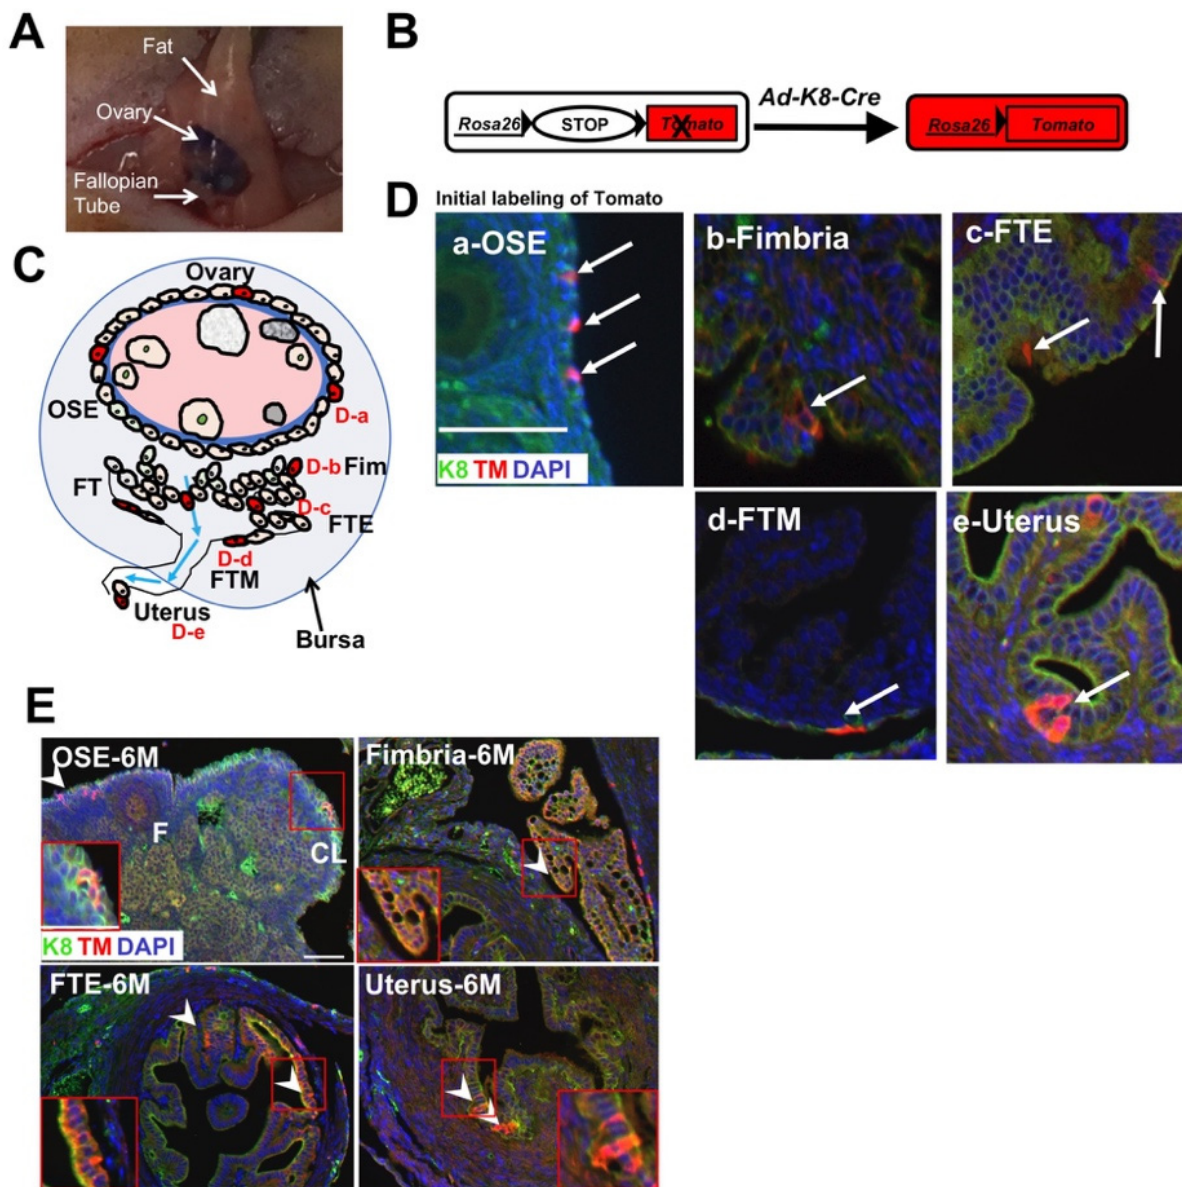 A
Fat
Ovary
Fallopian
Tube
B
Rosa26
STOP
Tomato
Ad-K8-Cre
Rosa26
Tomato
C
Ovary
OSE
D-a
D-b Fim
FT
D-c
FTE
D-d
FTM
Uterus
D-e
Bursa
D
Initial labeling of Tomato
a-OSE
K8 TM DAPI
b-Fimbria
c-FTE
d-FTM
e-Uterus
E
OSE-6M
F
CL
K8 TM DAPI
Fimbria-6M
FTE-6M
Uterus-6M